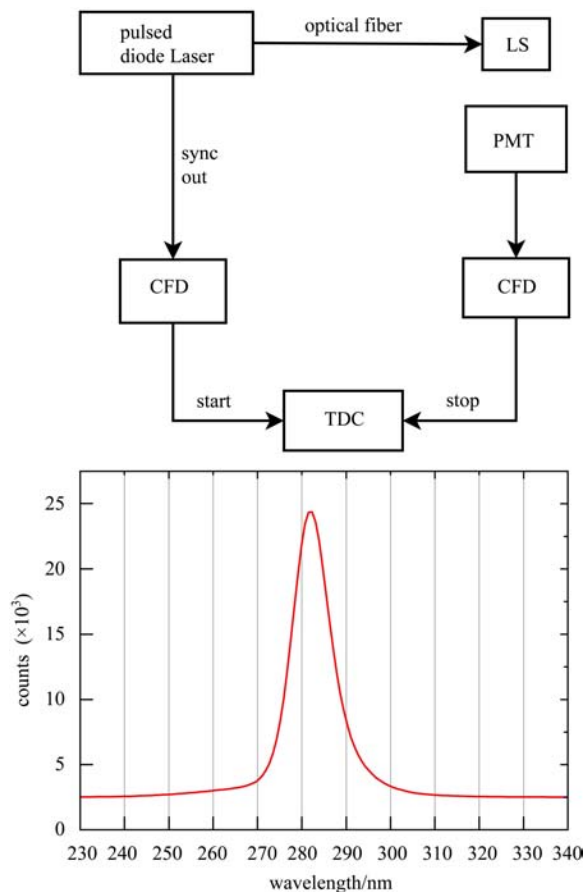 pulsed
diode Laser
optical fiber
LS
PMT
sync
out
CFD
CFD
start
TDC
stop
25
20
15
10
5
0
counts (×10³)
230 240 250 260 270 280 290 300 310 320 330 340
wavelength/nm